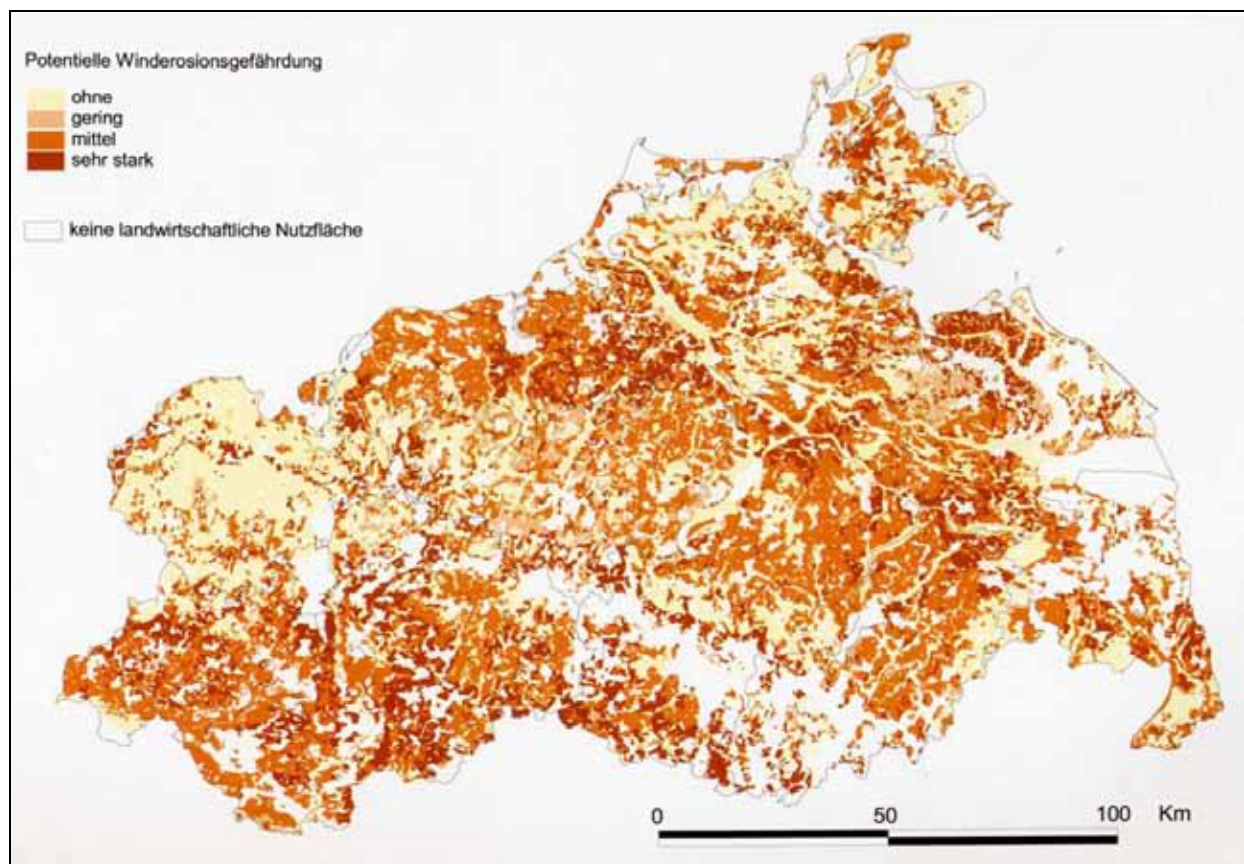 Potentielle Winderosionsgefährdung
ohne
gering
mittel
sehr stark
keine landwirtschaftliche Nutzfläche
0 50 100 Km